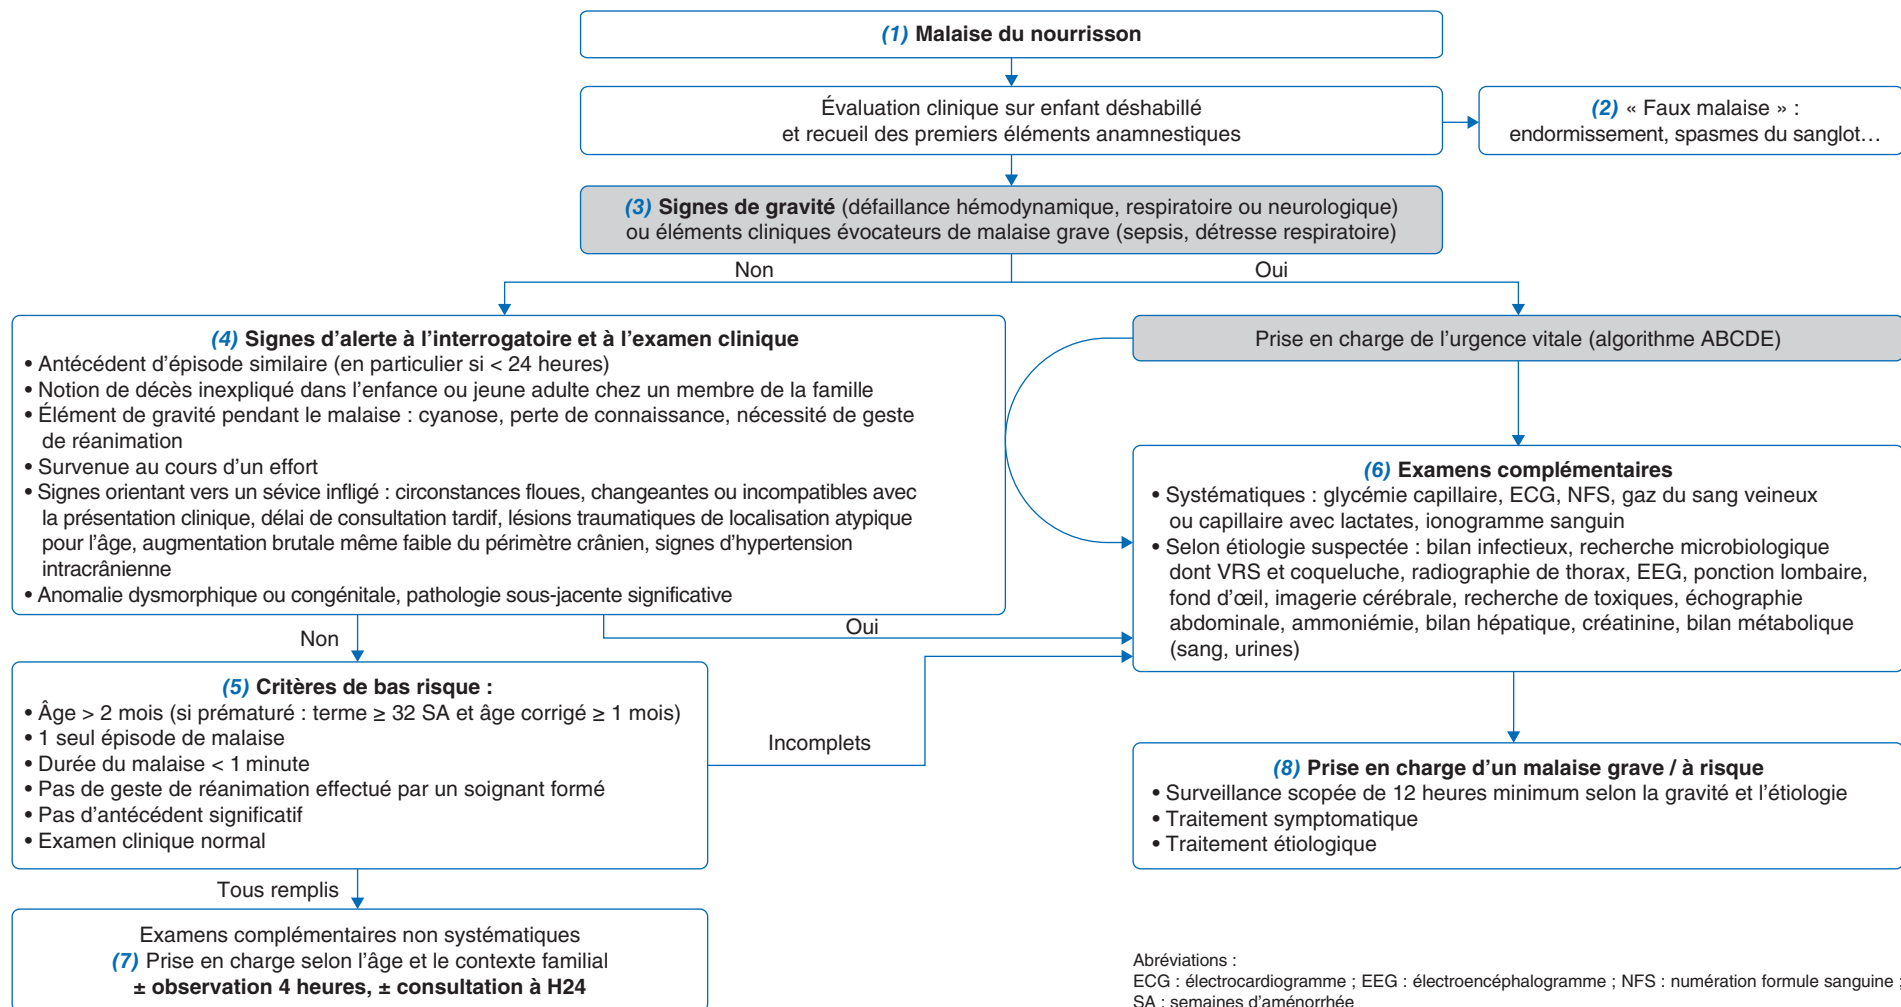 (1) Malaise du nourrisson
Évaluation clinique sur enfant déshabillé
et recueil des premiers éléments anamnestiques
(2) « Faux malaise » :
endormissement, spasmes du sanglot…
(3) Signes de gravité (défaillance hémodynamique, respiratoire ou neurologique)
ou éléments cliniques évocateurs de malaise grave (sepsis, détresse respiratoire)
Non
Oui
(4) Signes d’alerte à l’interrogatoire et à l’examen clinique
• Antécédent d’épisode similaire (en particulier si < 24 heures)
• Notion de décès inexpliqué dans l’enfance ou jeune adulte chez un membre de la famille
• Élément de gravité pendant le malaise : cyanose, perte de connaissance, nécessité de geste
de réanimation
• Survenue au cours d’un effort
• Signes orientant vers un sévice infligé : circonstances floues, changeantes ou incompatibles avec
la présentation clinique, délai de consultation tardif, lésions traumatiques de localisation atypique
pour l’âge, augmentation brutale même faible du périmètre crânien, signes d’hypertension
intracrânienne
• Anomalie dysmorphique ou congénitale, pathologie sous-jacente significative
Prise en charge de l’urgence vitale (algorithme ABCDE)
(6) Examens complémentaires
• Systématiques : glycémie capillaire, ECG, NFS, gaz du sang veineux
ou capillaire avec lactates, ionogramme sanguin
• Selon étiologie suspectée : bilan infectieux, recherche microbiologique
dont VRS et coqueluche, radiographie de thorax, EEG, ponction lombaire,
fond d’œil, imagerie cérébrale, recherche de toxiques, échographie
abdominale, ammoniémie, bilan hépatique, créatinine, bilan métabolique
(sang, urines)
Non
Oui
(5) Critères de bas risque :
• Âge > 2 mois (si prématuré : terme ≥ 32 SA et âge corrigé ≥ 1 mois)
• 1 seul épisode de malaise
• Durée du malaise < 1 minute
• Pas de geste de réanimation effectué par un soignant formé
• Pas d’antécédent significatif
• Examen clinique normal
Incomplets
(8) Prise en charge d’un malaise grave / à risque
• Surveillance scopée de 12 heures minimum selon la gravité et l’étiologie
• Traitement symptomatique
• Traitement étiologique
Tous remplis
Examens complémentaires non systématiques
(7) Prise en charge selon l’âge et le contexte familial
± observation 4 heures, ± consultation à H24
Abréviations :
ECG : électrocardiogramme ; EEG : électroencéphalogramme ; NFS : numération formule sanguine ;
SA : semaines d’aménorrhée